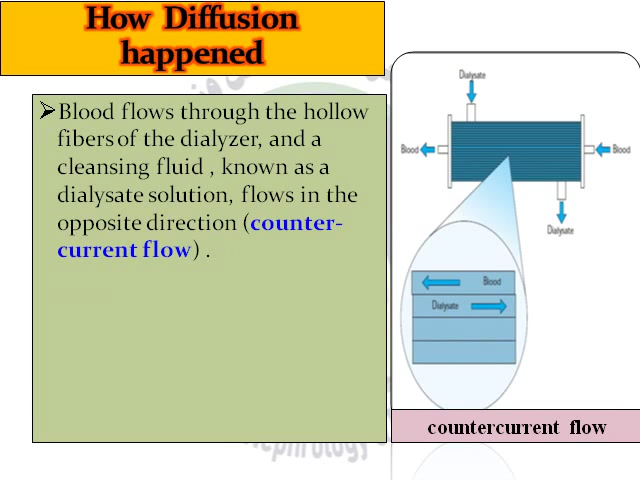 How Diffusion
happened
➢Blood flows through the hollow
fibers of the dialyzer, and a
cleansing fluid , known as a
dialysate solution, flows in the
opposite direction (counter-
current flow) .
Dialysate
Blood
Blood
Dialysate
Blood
Dialysate
countercurrent flow